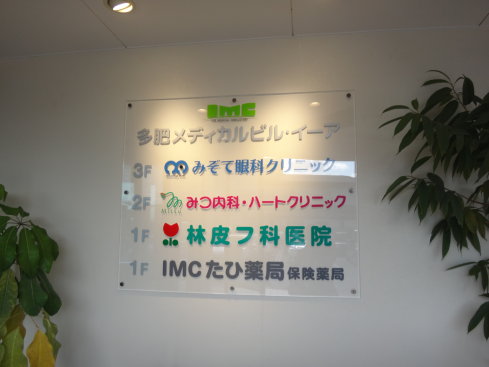 IMC
多肥メディカルビル・イーア
3F みぞて眼科クリニック
2F みつ内科・ハートクリニック
1F 林皮フ科医院
1F IMCたひ薬局 保険薬局